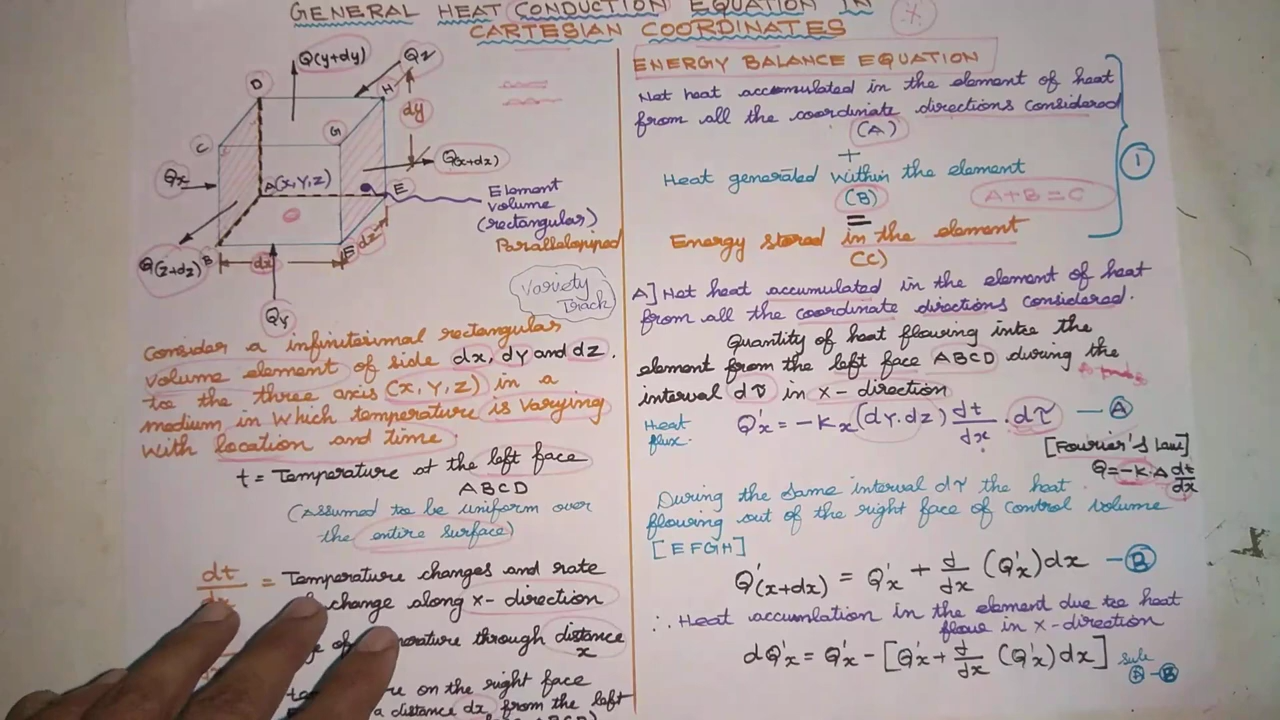 GENERAL HEAT CONDUCTION EQUATION IN
CARTESIAN COORDINATES
Q(y+dy)
Qz
D
H
dy
C
G
Q(x+dx)
Qx
A(X,Y,Z)
E
Element
volume
(rectangular)
Parallelopiped
Q(z+dz)
B
dx
F
dz
Qy
Variety
Track
Consider a infinitesimal rectangular
volume element of side dx, dy and dz.
to the three axis (X, Y, Z) in a
medium in which temperature is varying
with location and time.
t = Temperature at the left face
ABCD
(Assumed to be uniform over
the entire surface)
dt
= Temperature changes and rate
change along x-direction
through distance
x
on the right face
a distance dx from the left
ENERGY BALANCE EQUATION
Net heat accumulated in the element of heat
from all the coordinate directions considered
(A)
+
Heat generated within the element
(B)
A+B=C
=
Energy stored in the element
(C)
1
A] Net heat accumulated in the element of heat
from all the coordinate directions considered.
Quantity of heat flowing intoo the
element from the left face ABCD during the
interval dτ in x-direction
Heat flux. Q'x = -Kx (dy.dz) dt/dx . dτ — A
[Fourier's Law]
Q=-K.A dt/dx
During the same interval dτ the heat
flowing out of the right face of control volume
[EFGH]
Q'(x+dx) = Q'x + d/dx (Q'x)dx — B
∴ Heat accumlation in the element due too heat
flow in x-direction
dQ'x = Q'x - [Q'x + d/dx (Q'x) dx] sub
A - B